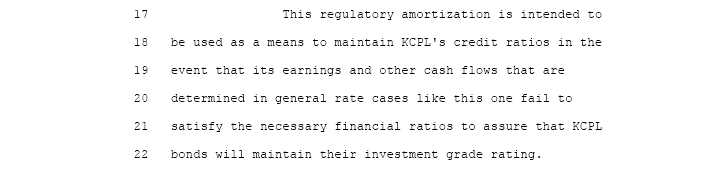 17 This regulatory amortization is intended to
18 be used as a means to maintain KCPL's credit ratios in the
19 event that its earnings and other cash flows that are
20 determined in general rate cases like this one fail to
21 satisfy the necessary financial ratios to assure that KCPL
22 bonds will maintain their investment grade rating.